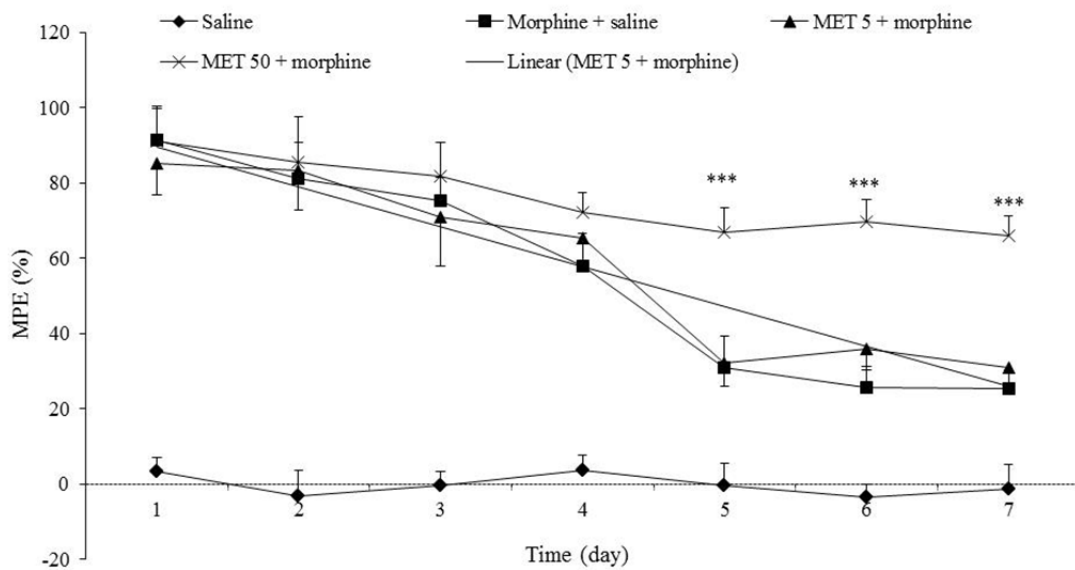 Saline Morphine + saline MET 5 + morphine
MET 50 + morphine Linear (MET 5 + morphine)
120
100
80
60
40
20
0
-20
MPE (%)
*** *** ***
1 2 3 4 5 6 7
Time (day)